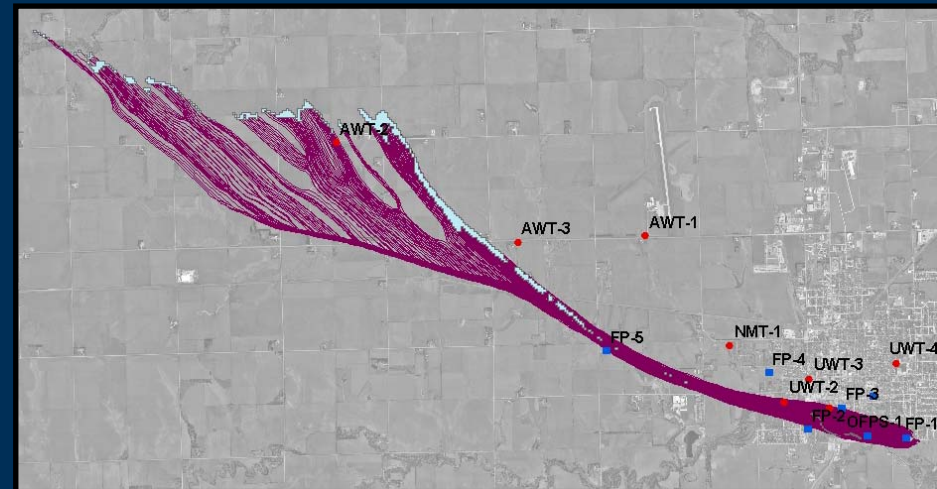 AWT-2
AWT-3
AWT-1
FP-5
NMT-1
FP-4
UWT-3
UWT-4
UWT-2
FP-3
FP-2
OFPS-1
FP-1